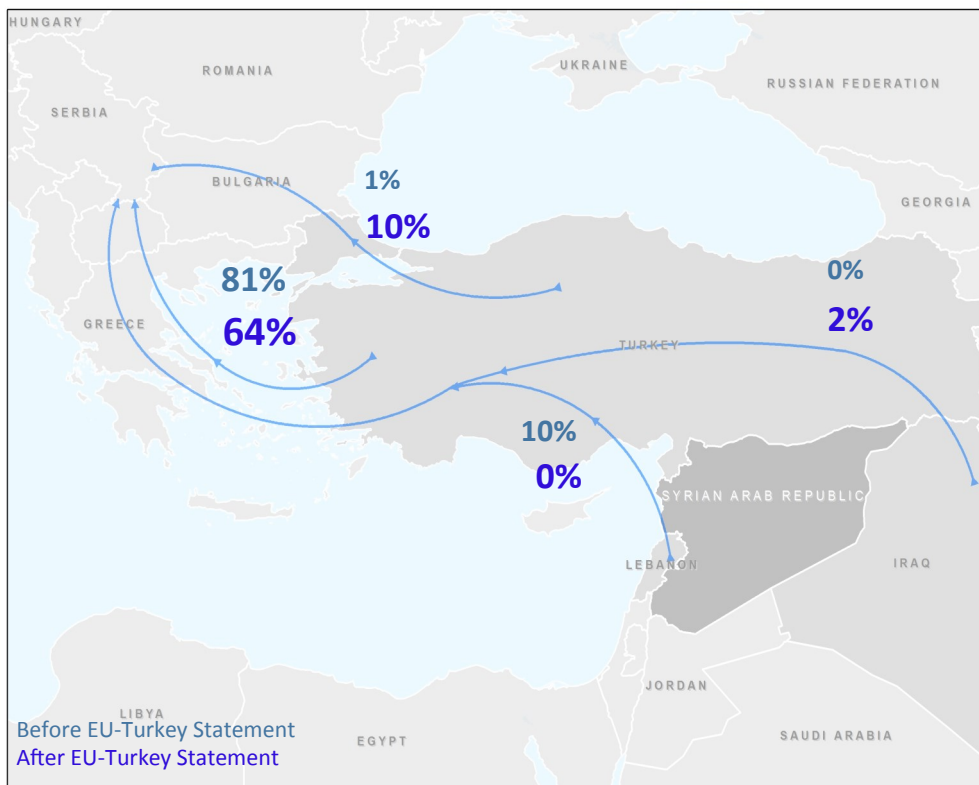 HUNGARY
UKRAINE
ROMANIA
RUSSIAN FEDERATION
SERBIA
BULGARIA
1%
10%
GEORGIA
81%
64%
0%
2%
GREECE
TURKEY
10%
0%
SYRIAN ARAB REPUBLIC
LEBANON
IRAQ
JORDAN
LIBYA
EGYPT
SAUDI ARABIA
Before EU-Turkey Statement
After EU-Turkey Statement